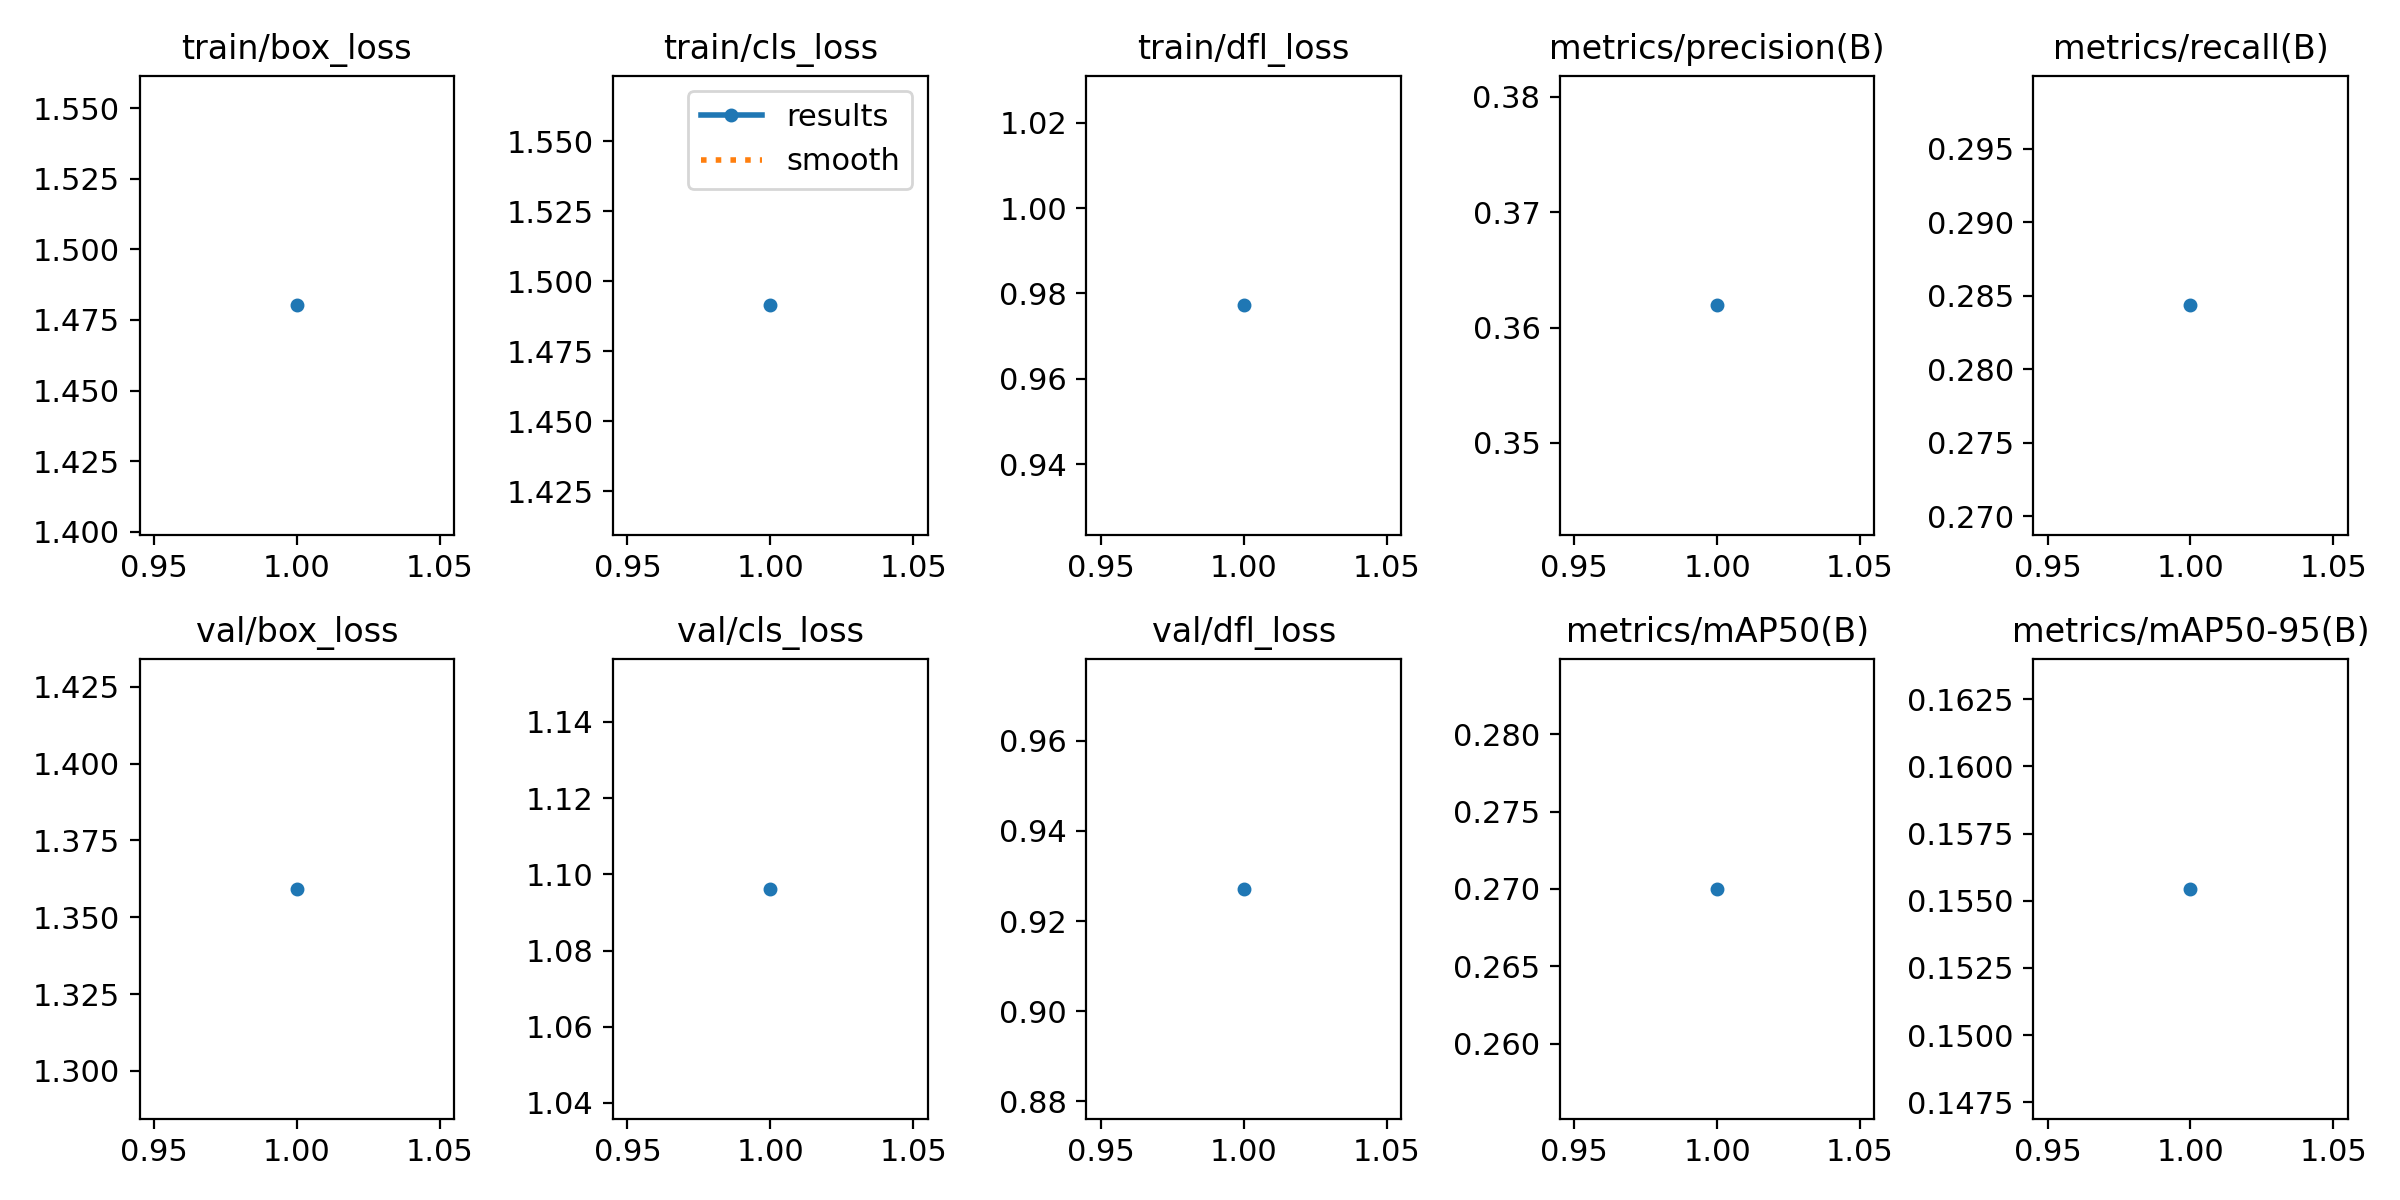 train/box_loss
1.550
1.525
1.500
1.475
1.450
1.425
1.400
0.95 1.00 1.05
train/cls_loss
results
smooth
1.550
1.525
1.500
1.475
1.450
1.425
0.95 1.00 1.05
train/dfl_loss
1.02
1.00
0.98
0.96
0.94
0.95 1.00 1.05
metrics/precision(B)
0.38
0.37
0.36
0.35
0.95 1.00 1.05
metrics/recall(B)
0.295
0.290
0.285
0.280
0.275
0.270
0.95 1.00 1.05
val/box_loss
1.425
1.400
1.375
1.350
1.325
1.300
0.95 1.00 1.05
val/cls_loss
1.14
1.12
1.10
1.08
1.06
1.04
0.95 1.00 1.05
val/dfl_loss
0.96
0.94
0.92
0.90
0.88
0.95 1.00 1.05
metrics/mAP50(B)
0.280
0.275
0.270
0.265
0.260
0.95 1.00 1.05
metrics/mAP50-95(B)
0.1625
0.1600
0.1575
0.1550
0.1525
0.1500
0.1475
0.95 1.00 1.05